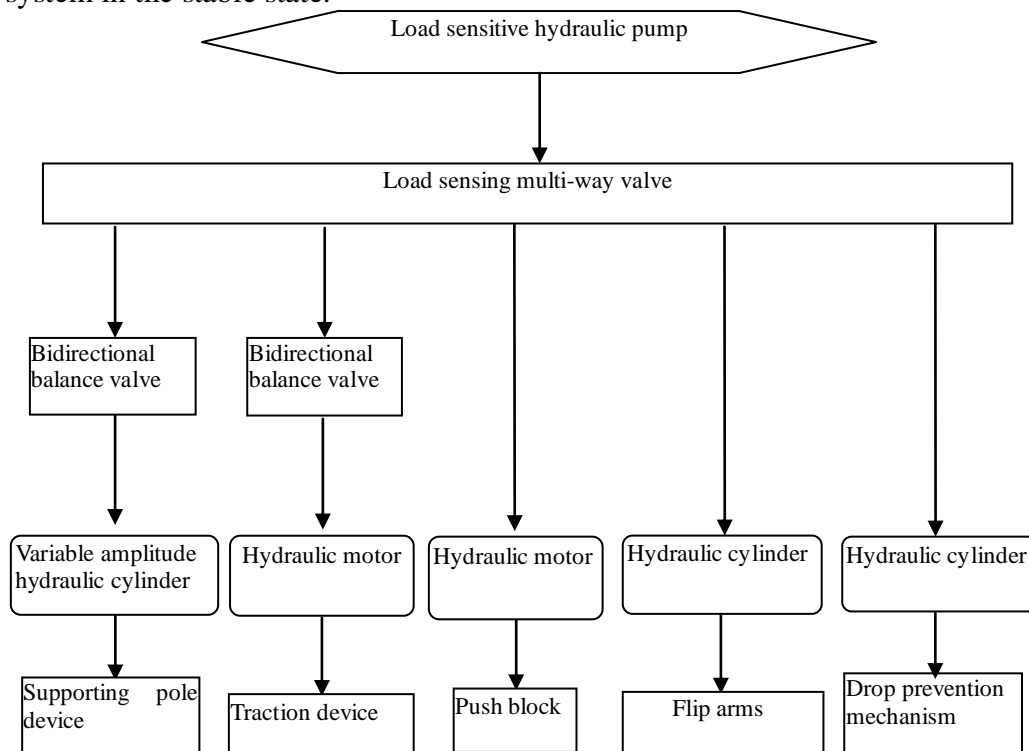 system in the stable state.
Load sensitive hydraulic pump
Load sensing multi-way valve
Bidirectional
balance valve
Bidirectional
balance valve
Variable amplitude
hydraulic cylinder
Hydraulic motor
Hydraulic motor
Hydraulic cylinder
Hydraulic cylinder
Supporting pole
device
Traction device
Push block
Flip arms
Drop prevention
mechanism